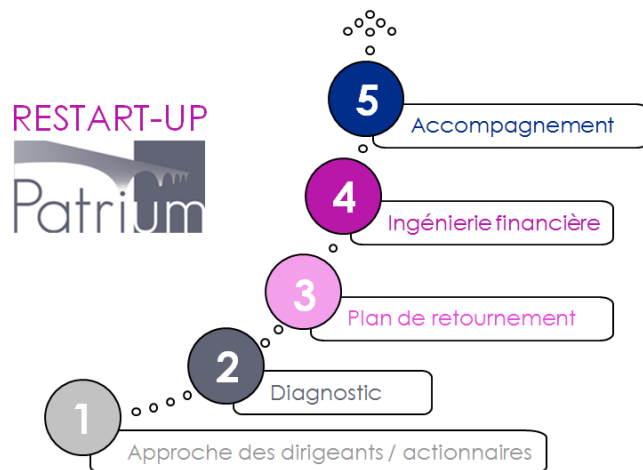 RESTART-UP
Patrium
5
Accompagnement
4
Ingénierie financière
3
Plan de retournement
2
Diagnostic
1
Approche des dirigeants / actionnaires